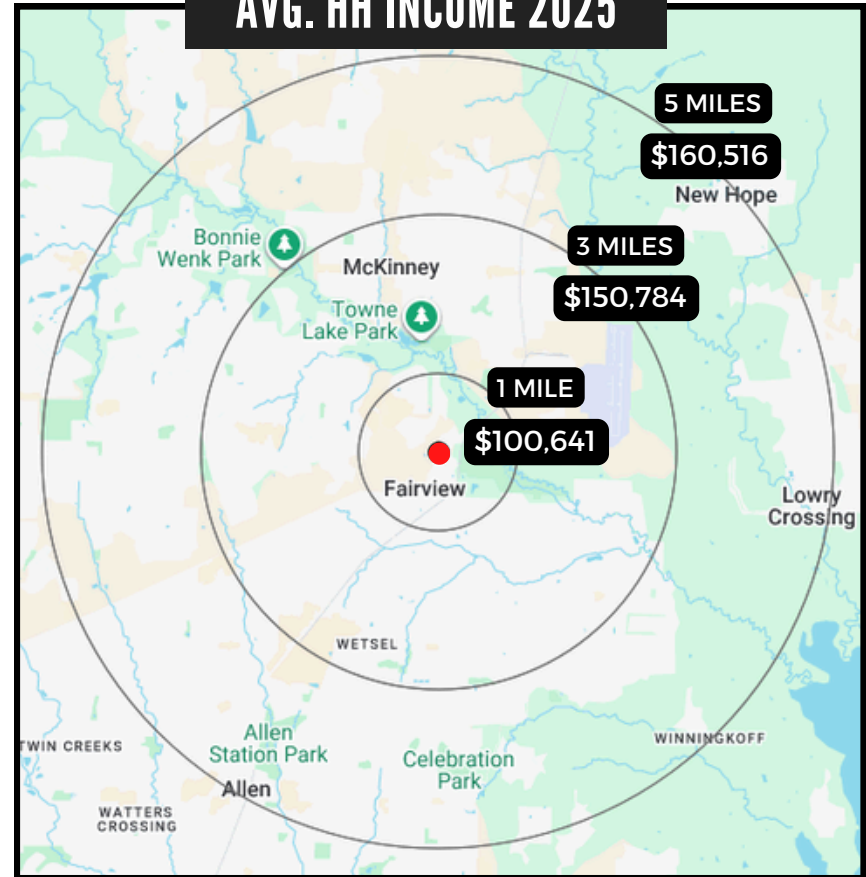 AVG. HH INCOME 2025
5 MILES
$160,516
New Hope
Bonnie
Wenk Park
McKinney
3 MILES
$150,784
Towne
Lake Park
1 MILE
$100,641
Fairview
Lowry
Crossing
WETSEL
Allen
Station Park
TWIN CREEKS
Celebration
Park
WINNINGKOFF
Allen
WATTERS
CROSSING